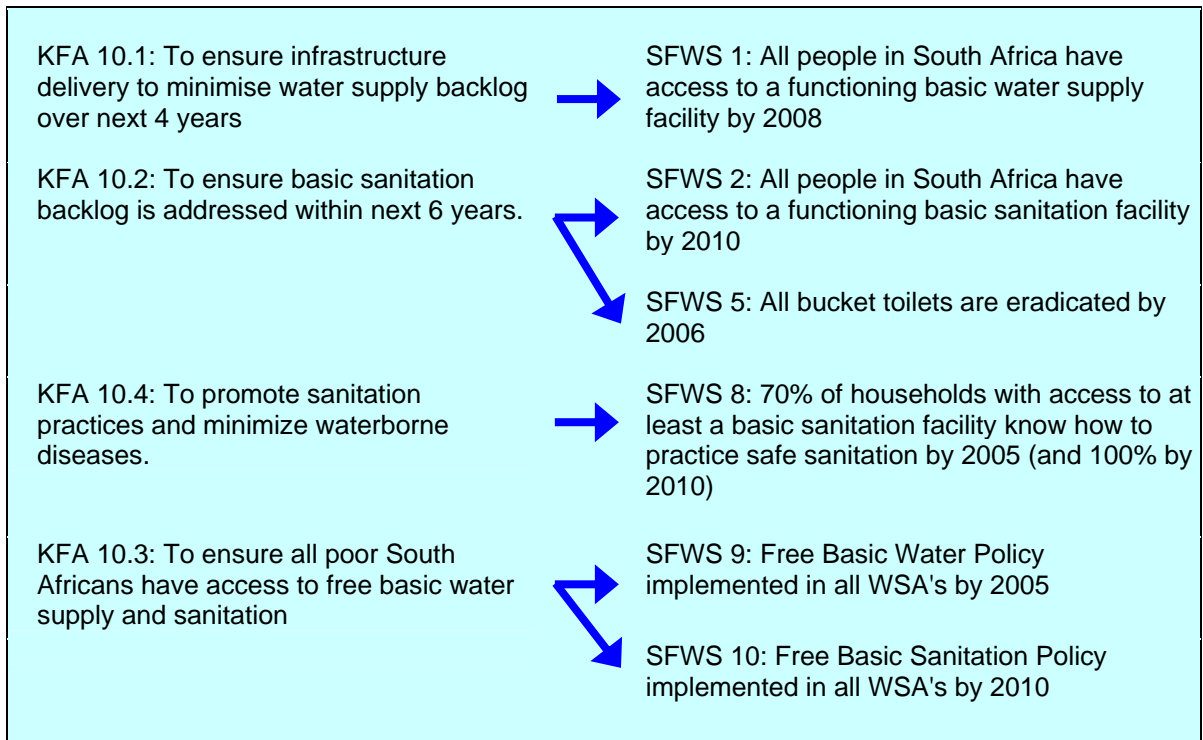 KFA 10.1: To ensure infrastructure
delivery to minimise water supply backlog
over next 4 years
SFWS 1: All people in South Africa have
access to a functioning basic water supply
facility by 2008
KFA 10.2: To ensure basic sanitation
backlog is addressed within next 6 years.
SFWS 2: All people in South Africa have
access to a functioning basic sanitation facility
by 2010
SFWS 5: All bucket toilets are eradicated by
2006
KFA 10.4: To promote sanitation
practices and minimize waterborne
diseases.
SFWS 8: 70% of households with access to at
least a basic sanitation facility know how to
practice safe sanitation by 2005 (and 100% by
2010)
KFA 10.3: To ensure all poor South
Africans have access to free basic water
supply and sanitation
SFWS 9: Free Basic Water Policy
implemented in all WSA's by 2005
SFWS 10: Free Basic Sanitation Policy
implemented in all WSA's by 2010